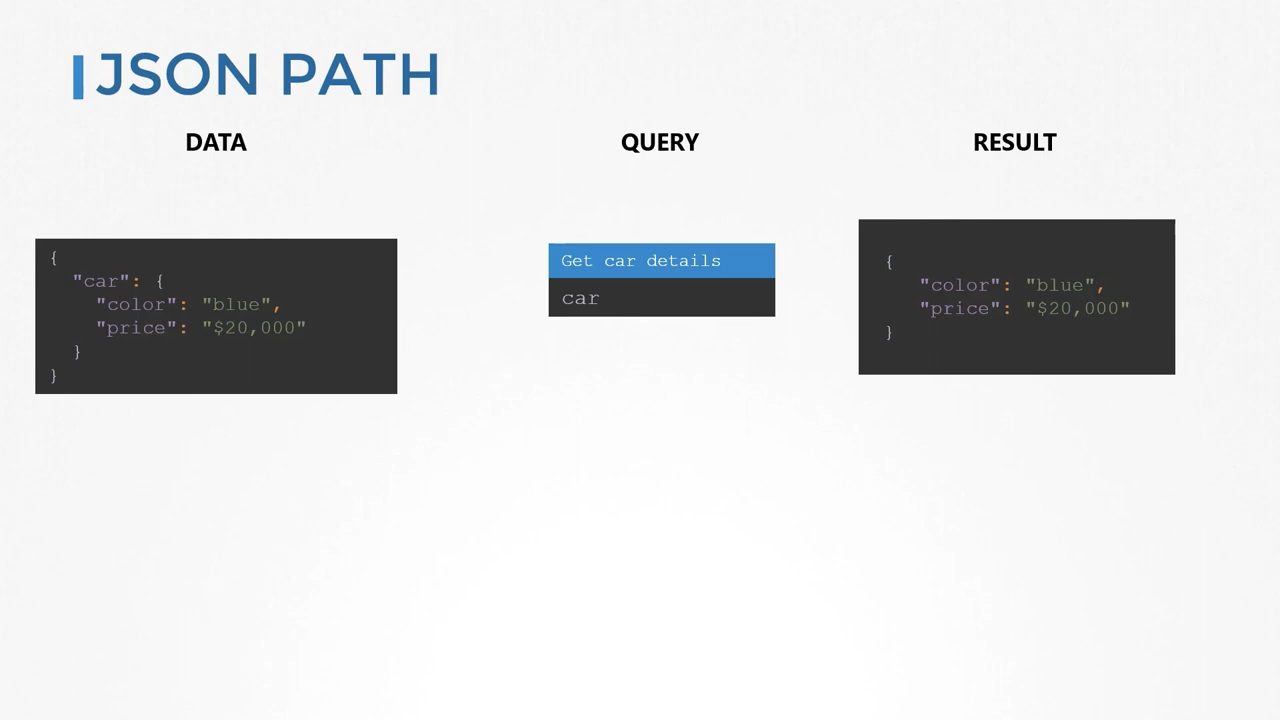 JSON PATH
DATA
QUERY
RESULT
{
"car": {
"color": "blue",
"price": "$20,000"
}
}
Get car details
car
{
"color": "blue",
"price": "$20,000"
}